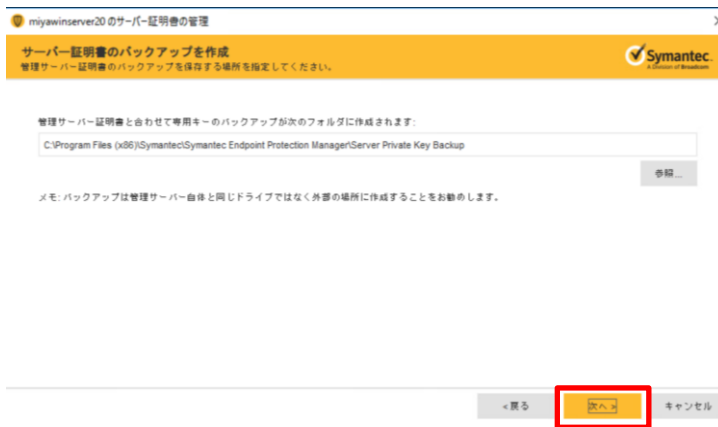 miyawinserver20 のサーバー証明書の管理
サーバー証明書のバックアップを作成
管理サーバー証明書のバックアップを保存する場所を指定してください。
Symantec.
A Division of Broadcom
管理サーバー証明書と合わせて専用キーのバックアップが次のフォルダに作成されます:
C:\Program Files (x86)\Symantec\Symantec Endpoint Protection Manager\Server Private Key Backup
参照...
メモ: バックアップは管理サーバー自体と同じドライブではなく外部の場所に作成することをお勧めします。
<戻る
次へ >
キャンセル